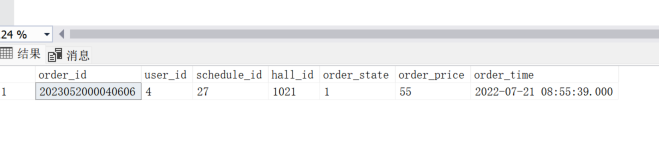 24 %
结果 消息
order_id user_id schedule_id hall_id order_state order_price order_time
1 2023052000040606 4 27 1021 1 55 2022-07-21 08:55:39.000